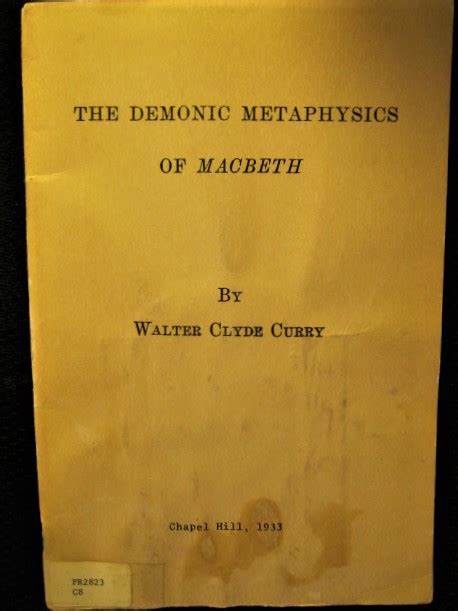 THE DEMONIC METAPHYSICS
OF MACBETH
BY
WALTER CLYDE CURRY
Chapel Hill, 1933
PR2823
C8